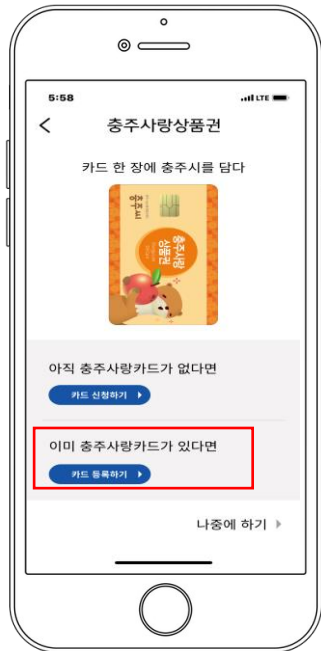 5:58
LTE
충주사랑상품권
카드 한 장에 충주시를 담다
충주씨
충주사랑
상품권
아직 충주사랑카드가 없다면
카드 신청하기
이미 충주사랑카드가 있다면
카드 등록하기
나중에 하기